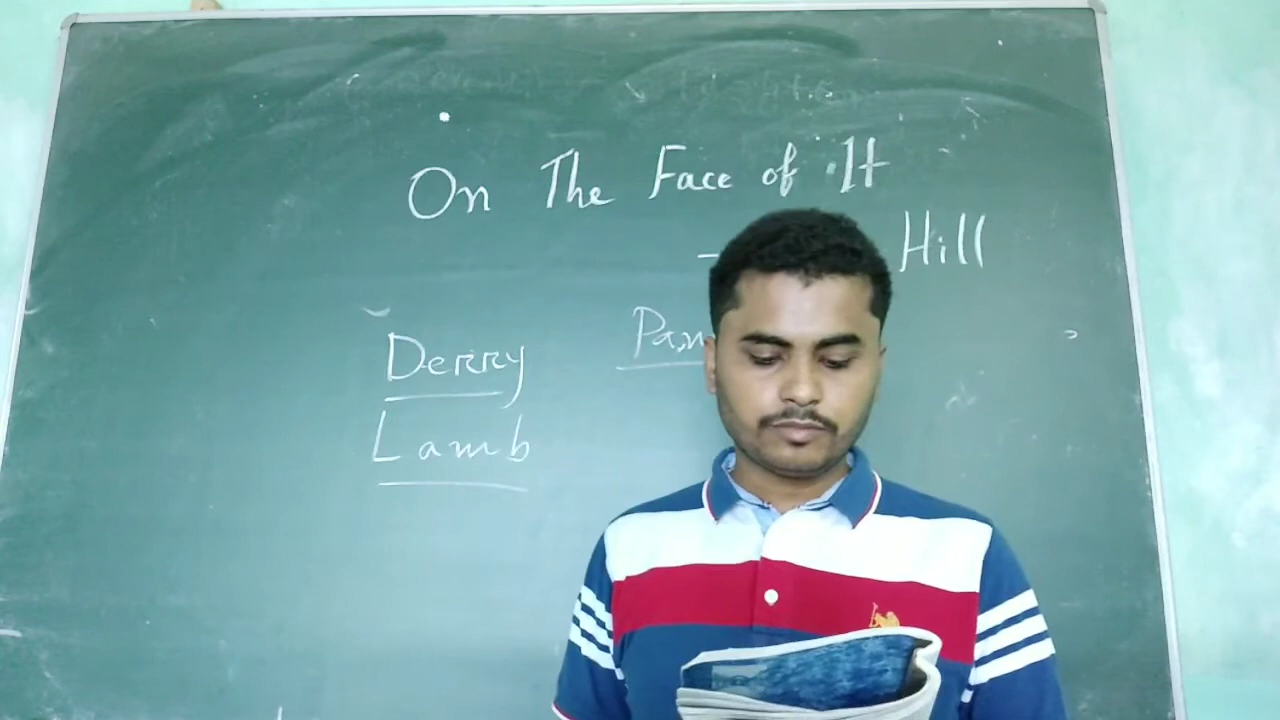 On The Face of It
- Hill
Derry
Lamb